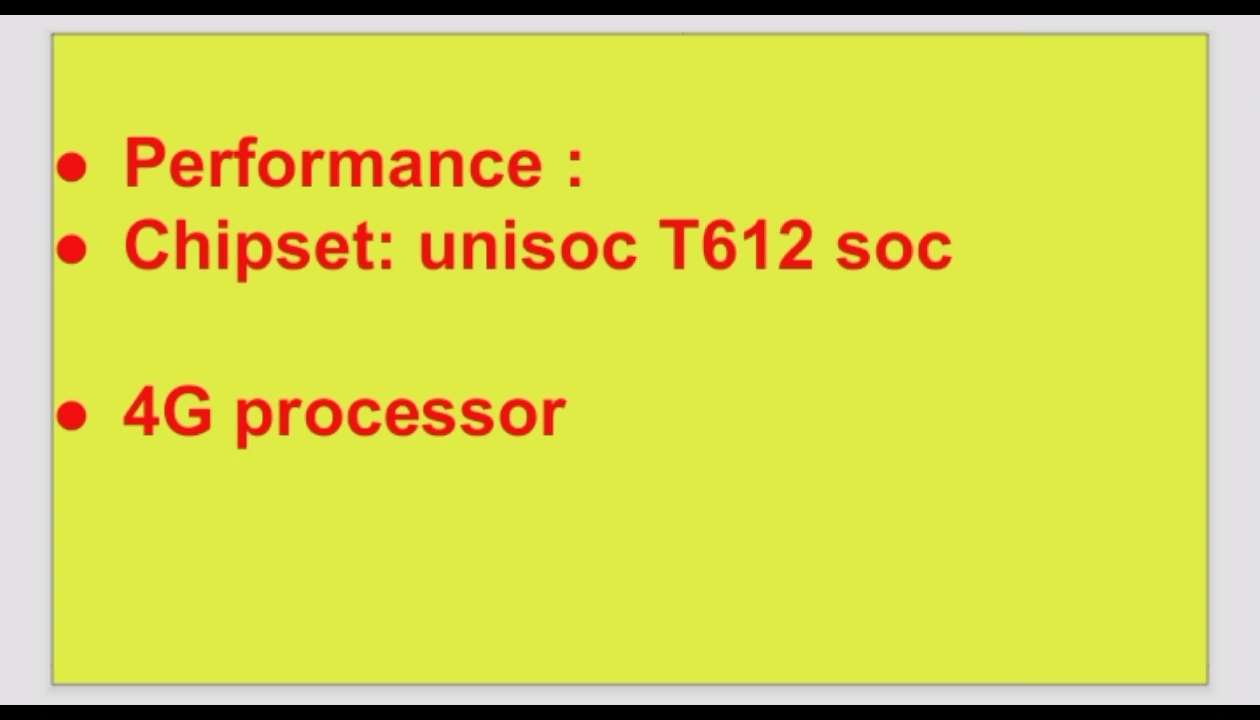 • Performance :
• Chipset: unisoc T612 soc
• 4G processor